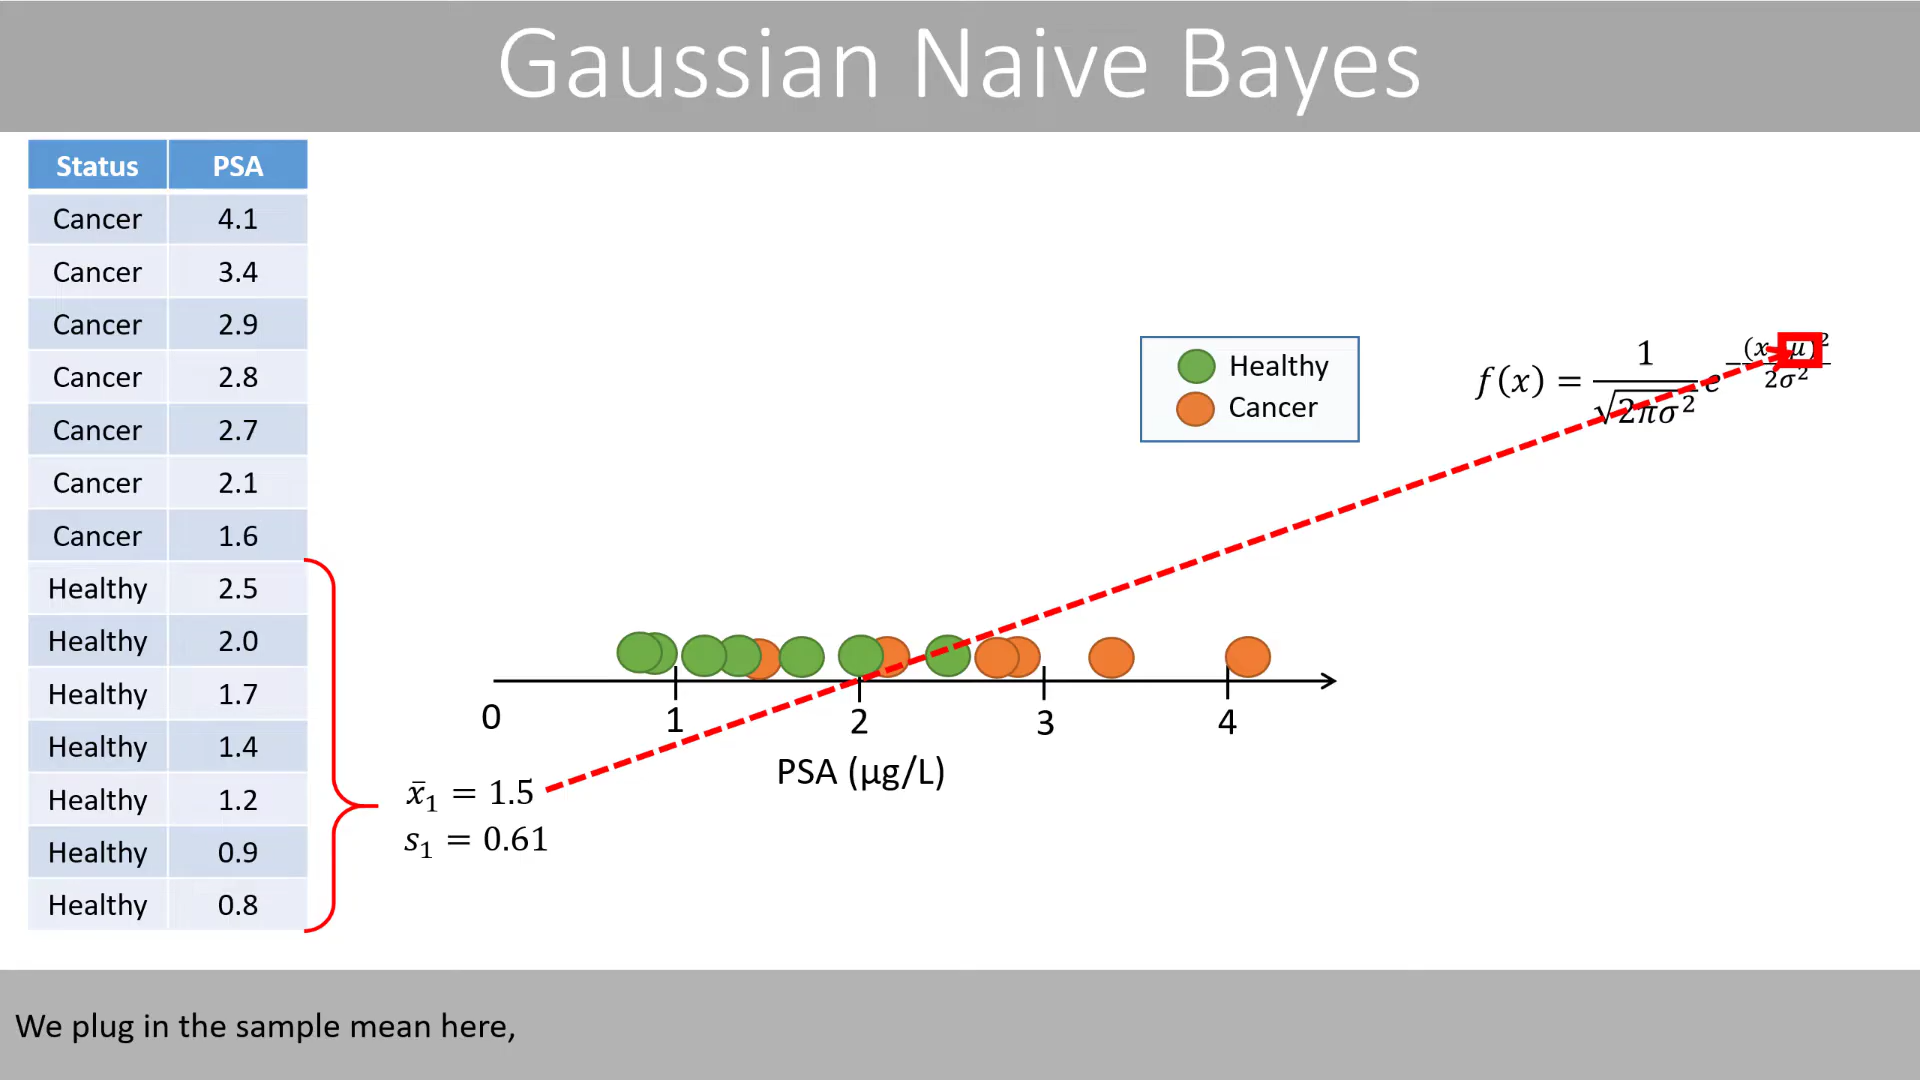 Gaussian Naive Bayes
Status PSA
Cancer 4.1
Cancer 3.4
Cancer 2.9
Cancer 2.8
Cancer 2.7
Cancer 2.1
Cancer 1.6
Healthy 2.5
Healthy 2.0
Healthy 1.7
Healthy 1.4
Healthy 1.2
Healthy 0.9
Healthy 0.8
Healthy
Cancer
f(x) = 1/√(2πσ²) e^(−(x−μ)²/2σ²)
0 1 2 3 4
PSA (µg/L)
x̄₁ = 1.5
s₁ = 0.61
We plug in the sample mean here,